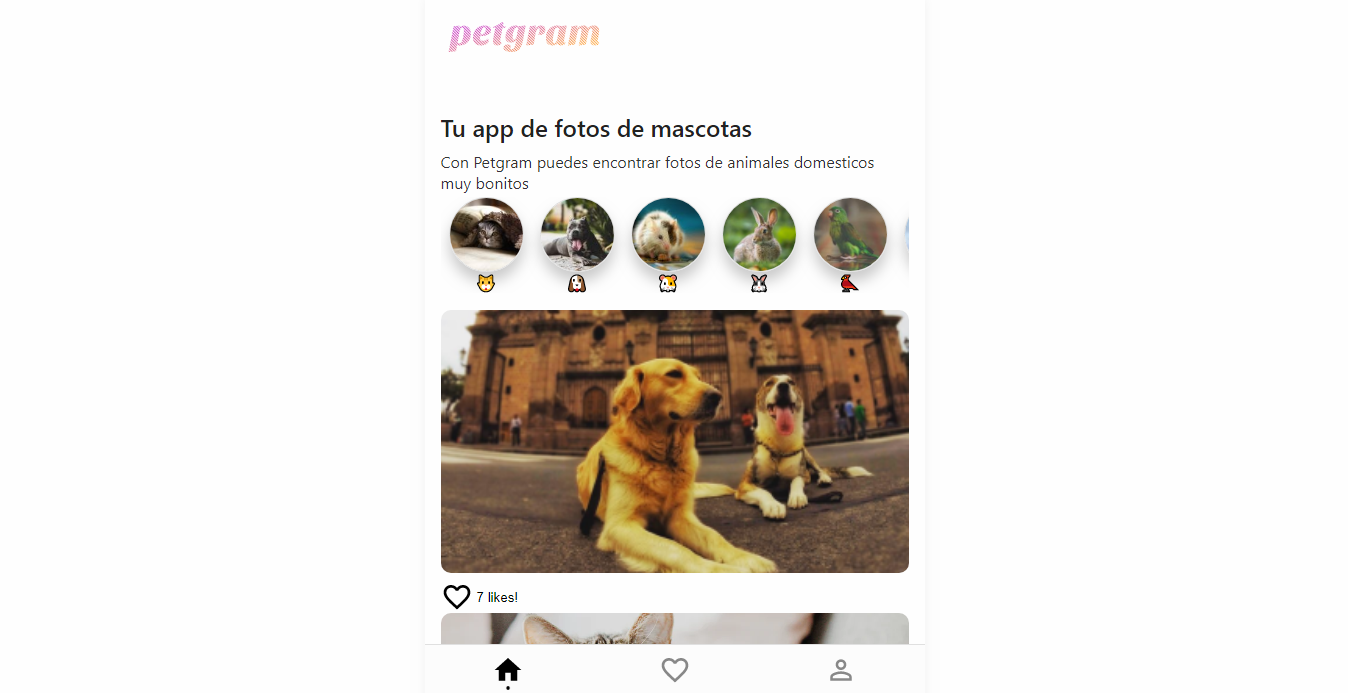 petgram
Tu app de fotos de mascotas
Con Petgram puedes encontrar fotos de animales domesticos
muy bonitos
7 likes!